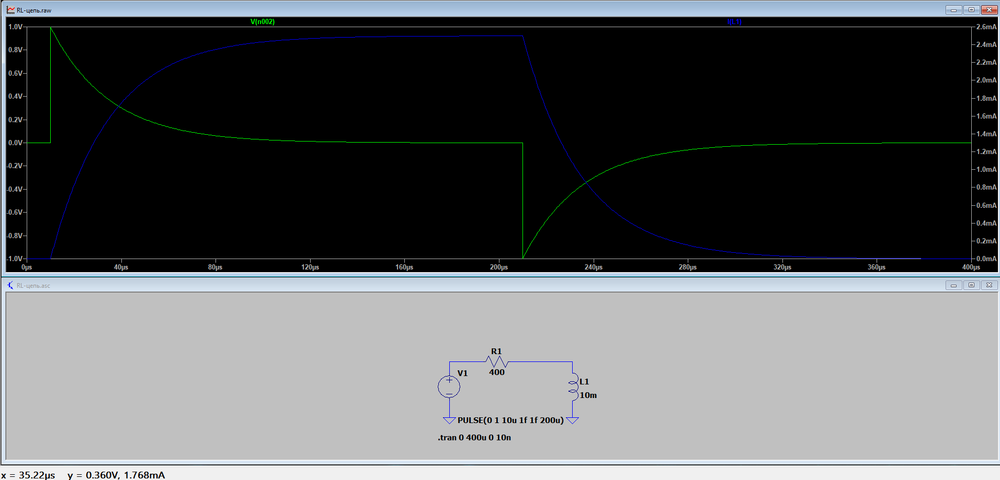 RL-цепь.raw
V(n002) I(L1)
1.0V 2.6mA
0.8V 2.4mA
2.2mA
0.6V 2.0mA
0.4V 1.8mA
0.2V 1.6mA
0.0V 1.4mA
1.2mA
-0.2V 1.0mA
-0.4V 0.8mA
-0.6V 0.6mA
0.4mA
-0.8V 0.2mA
-1.0V 0.0mA
0µs 40µs 80µs 120µs 160µs 200µs 240µs 280µs 320µs 360µs 400µs
RL-цепь.asc
R1
400
V1
L1
10m
PULSE(0 1 10u 1f 1f 200u)
.tran 0 400u 0 10n
x = 35.22µs y = 0.360V, 1.768mA